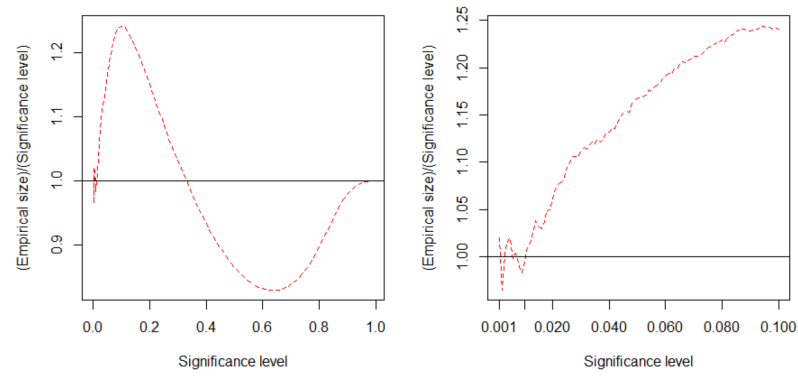 (Empirical size)/(Significance level)
1.2
1.1
1.0
0.9
0.0 0.2 0.4 0.6 0.8 1.0
Significance level
(Empirical size)/(Significance level)
1.25
1.20
1.15
1.10
1.05
1.00
0.001 0.020 0.040 0.060 0.080 0.100
Significance level